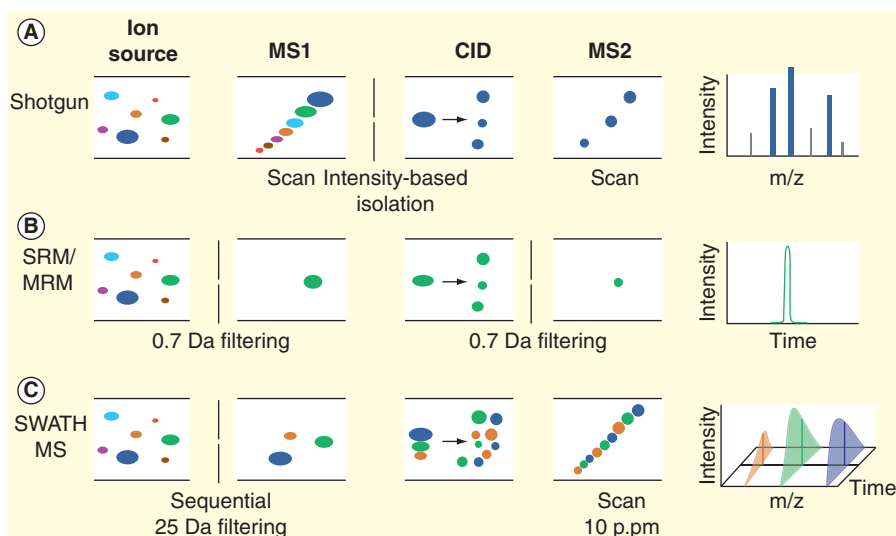 A
Ion
source
MS1
CID
MS2
Shotgun
Intensity
m/z
Scan Intensity-based
isolation
Scan
B
SRM/
MRM
Intensity
0.7 Da filtering
0.7 Da filtering
Time
C
SWATH
MS
Intensity
Time
m/z
Sequential
25 Da filtering
Scan
10 p.pm